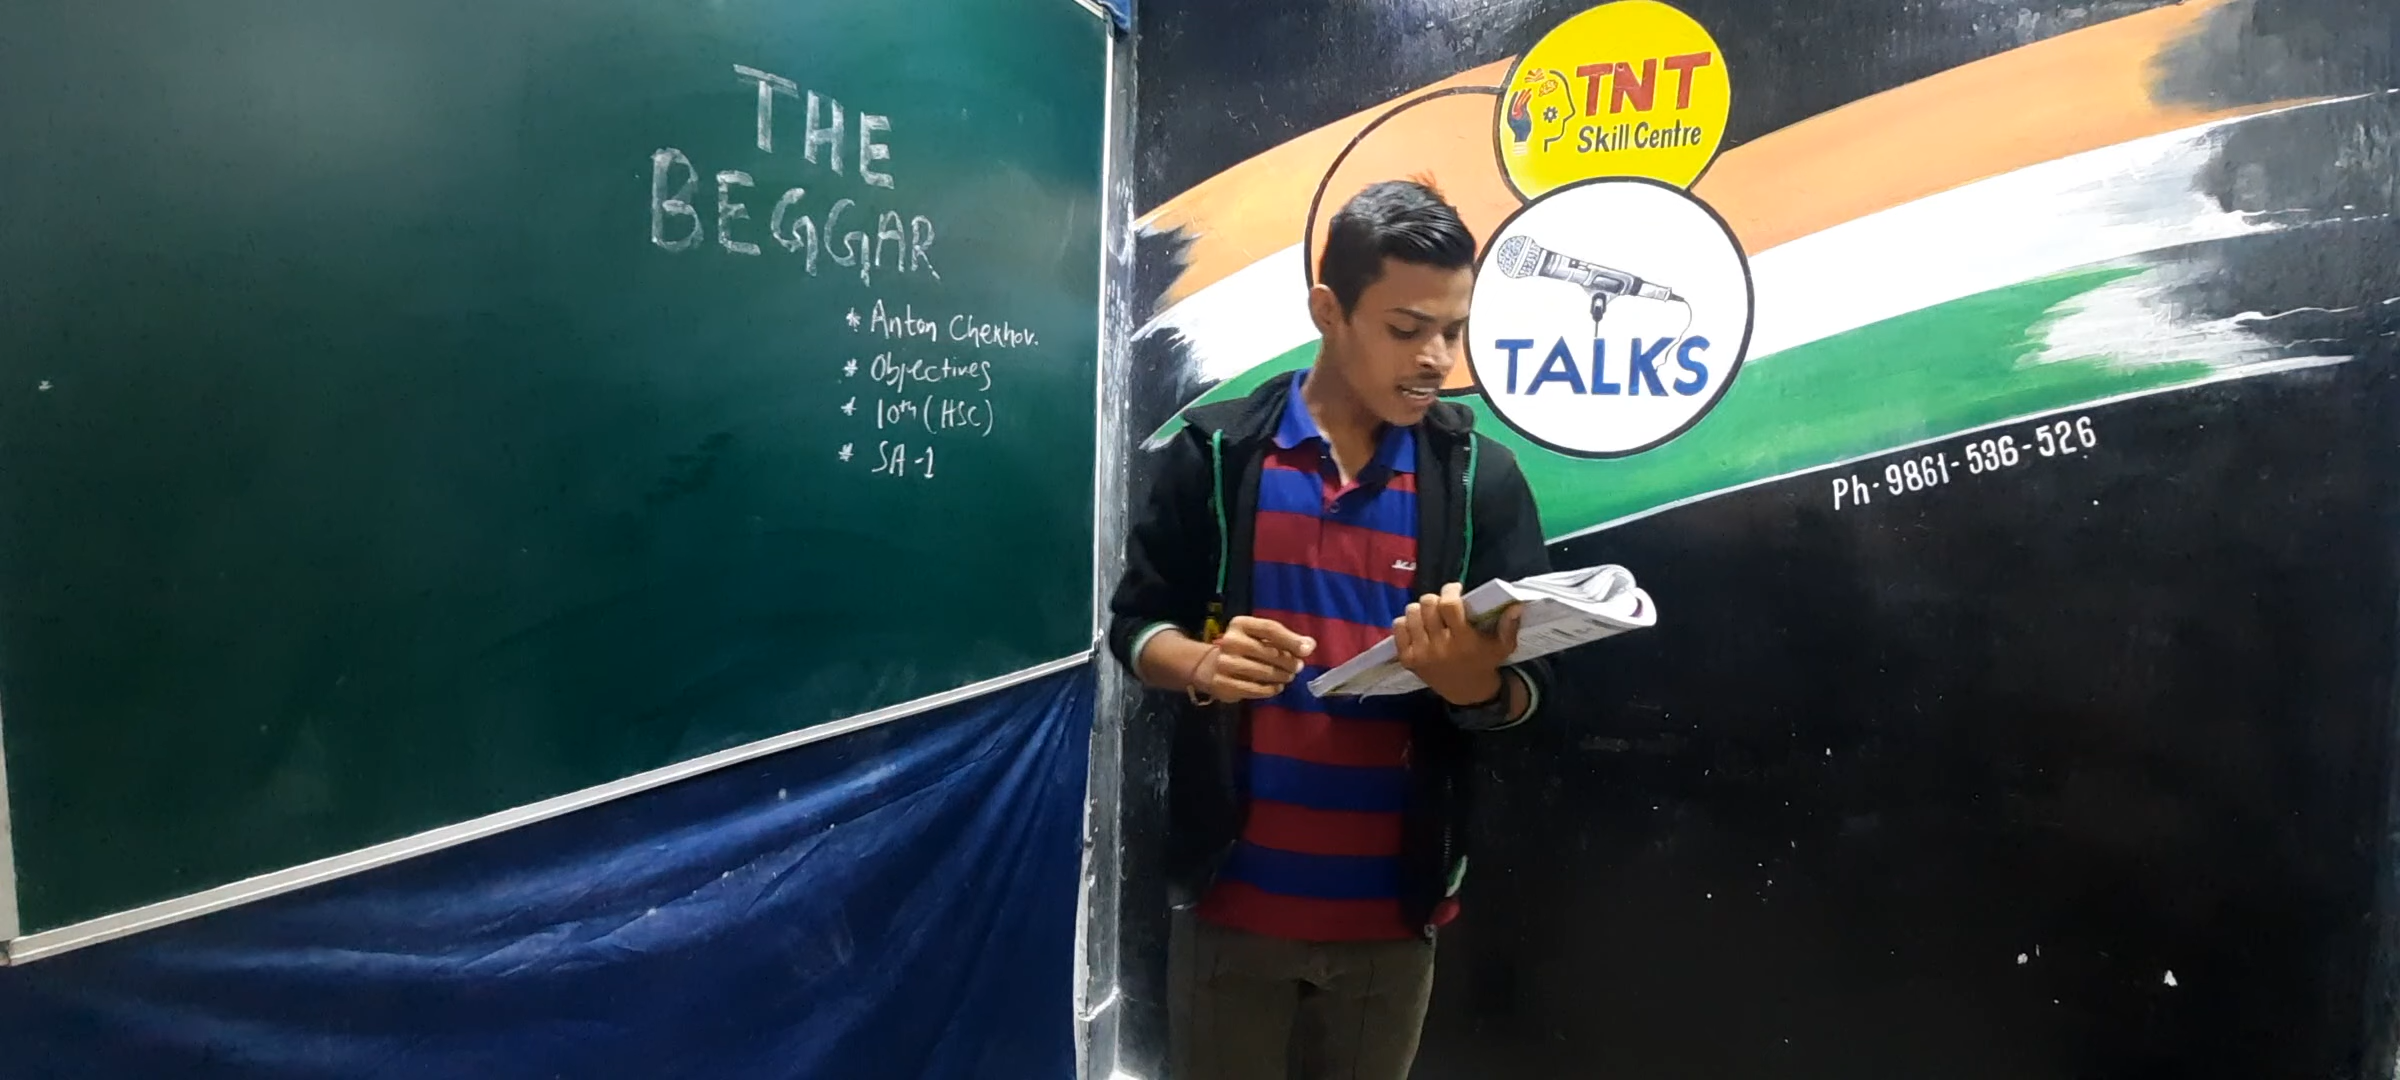 THE
BEGGAR
* Anton Chekhov.
* Objectives
* 10th (HSC)
* SA-1
TNT
Skill Centre
TALKS
Ph-9861-536-526